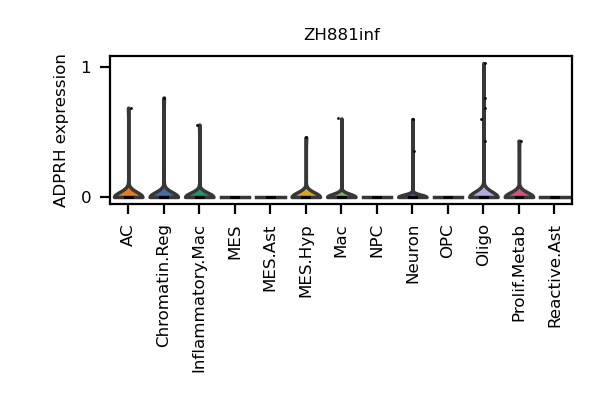 ZH881inf
ADPRH expression
1
0
AC
Chromatin.Reg
Inflammatory.Mac
MES
MES.Ast
MES.Hyp
Mac
NPC
Neuron
OPC
Oligo
Prolif.Metab
Reactive.Ast